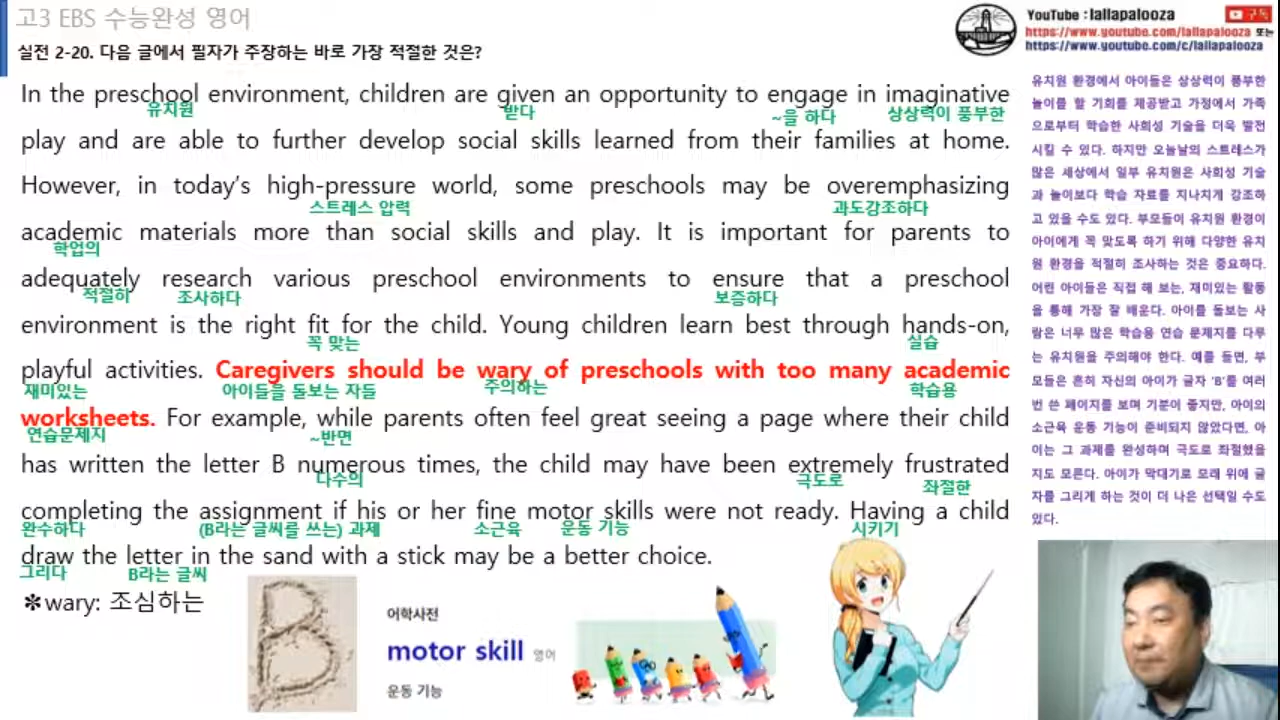 고3 EBS 수능완성 영어
YouTube : lallapalooza
구독
https://www.youtube.com/lallapalooza 또는
https://www.youtube.com/c/lallapalooza
실전 2-20. 다음 글에서 필자가 주장하는 바로 가장 적절한 것은?
In the preschool environment, children are given an opportunity to engage in imaginative
유치원 받다 ~을 하다 상상력이 풍부한
play and are able to further develop social skills learned from their families at home.
However, in today's high-pressure world, some preschools may be overemphasizing
스트레스 압력 과도강조하다
academic materials more than social skills and play. It is important for parents to
학업의
adequately research various preschool environments to ensure that a preschool
적절히 조사하다 보증하다
environment is the right fit for the child. Young children learn best through hands-on,
꼭 맞는 실습
playful activities. Caregivers should be wary of preschools with too many academic
재미있는 아이들을 돌보는 자들 주의하는 학습용
worksheets. For example, while parents often feel great seeing a page where their child
연습문제지 ~반면
has written the letter B numerous times, the child may have been extremely frustrated
다수의 극도로 좌절한
completing the assignment if his or her fine motor skills were not ready. Having a child
완수하다 (B라는 글씨를 쓰는) 과제 소근육 운동 기능 시키기
draw the letter in the sand with a stick may be a better choice.
그리다 B라는 글씨
✻wary: 조심하는
B
어학사전
motor skill 영어
운동 기능
유치원 환경에서 아이들은 상상력이 풍부한
놀이를 할 기회를 제공받고 가정에서 가족
으로부터 학습한 사회성 기술을 더욱 발전
시킬 수 있다. 하지만 오늘날의 스트레스가
많은 세상에서 일부 유치원은 사회성 기술
과 놀이보다 학습 자료를 지나치게 강조하
고 있을 수도 있다. 부모들이 유치원 환경이
아이에게 꼭 맞도록 하기 위해 다양한 유치
원 환경을 적절히 조사하는 것은 중요하다.
어린 아이들은 직접 해 보는, 재미있는 활동
을 통해 가장 잘 배운다. 아이를 돌보는 사
람은 너무 많은 학습용 연습 문제지를 다루
는 유치원을 주의해야 한다. 예를 들면, 부
모들은 흔히 자신의 아이가 글자 'B'를 여러
번 쓴 페이지를 보며 기분이 좋지만, 아이의
소근육 운동 기능이 준비되지 않았다면, 아
이는 그 과제를 완성하며 극도로 좌절했을
지도 모른다. 아이가 막대기로 모래 위에 글
자를 그리게 하는 것이 더 나은 선택일 수도
있다.